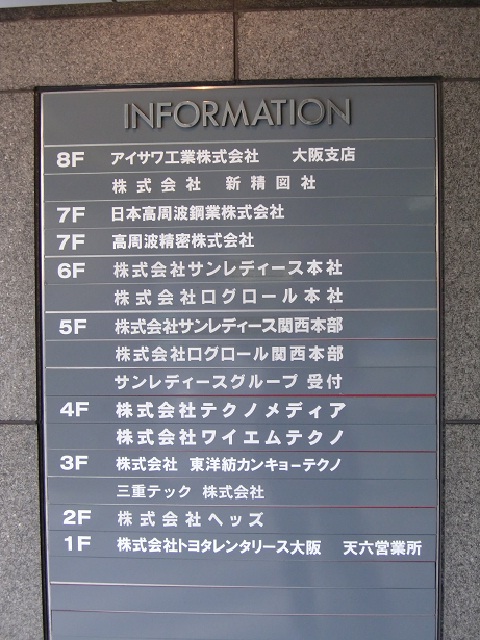 INFORMATION
8F アイサワ工業株式会社 大阪支店
株式会社 新精図社
7F 日本高周波鋼業株式会社
7F 高周波精密株式会社
6F 株式会社サンレディース本社
株式会社ログロール本社
5F 株式会社サンレディース関西本部
株式会社ログロール関西本部
サンレディースグループ 受付
4F 株式会社テクノメディア
株式会社ワイエムテクノ
3F 株式会社 東洋紡カンキョーテクノ
三重テック 株式会社
2F 株式会社ヘッズ
1F 株式会社トヨタレンタリース大阪 天六営業所